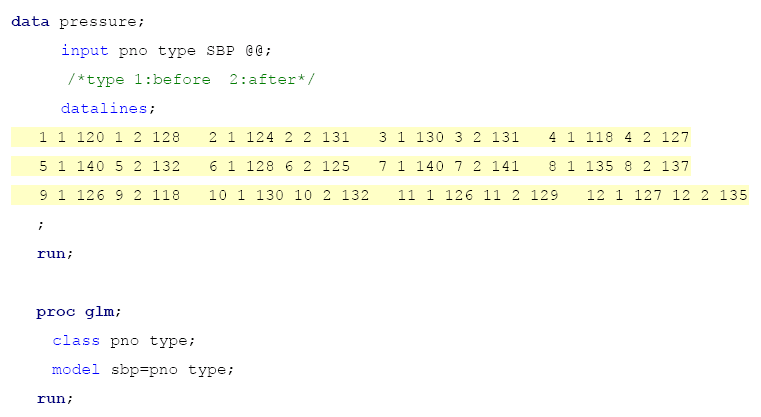 data pressure;
input pno type SBP @@;
/*type 1:before  2:after*/
datalines;
1 1 120 1 2 128   2 1 124 2 2 131   3 1 130 3 2 131   4 1 118 4 2 127
5 1 140 5 2 132   6 1 128 6 2 125   7 1 140 7 2 141   8 1 135 8 2 137
9 1 126 9 2 118   10 1 130 10 2 132   11 1 126 11 2 129   12 1 127 12 2 135
;
run;
proc glm;
class pno type;
model sbp=pno type;
run;